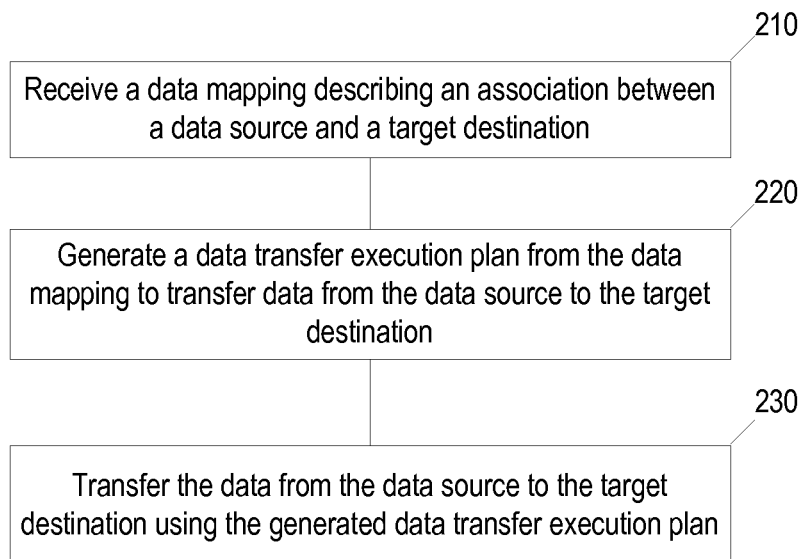 210
Receive a data mapping describing an association between
a data source and a target destination
220
Generate a data transfer execution plan from the data
mapping to transfer data from the data source to the target
destination
230
Transfer the data from the data source to the target
destination using the generated data transfer execution plan